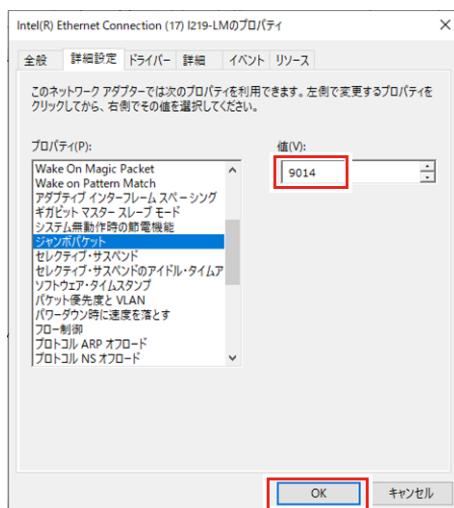 Intel(R) Ethernet Connection (17) I219-LMのプロパティ
全般 詳細設定 ドライバー 詳細 イベント リソース
このネットワーク アダプターでは次のプロパティを利用できます。左側で変更するプロパティを
クリックしてから、右側でその値を選択してください。
プロパティ(P):
値(V):
Wake On Magic Packet
Wake on Pattern Match
アダプティブ インターフレーム スペーシング
ギガビット マスター スレーブ モード
システム無動作時の節電機能
ジャンボパケット
セレクティブ・サスペンド
セレクティブ・サスペンドのアイドル・タイムア
ソフトウェア・タイムスタンプ
パケット優先度と VLAN
パワーダウン時に速度を落とす
フロー制御
プロトコル ARP オフロード
プロトコル NS オフロード
9014
OK
キャンセル